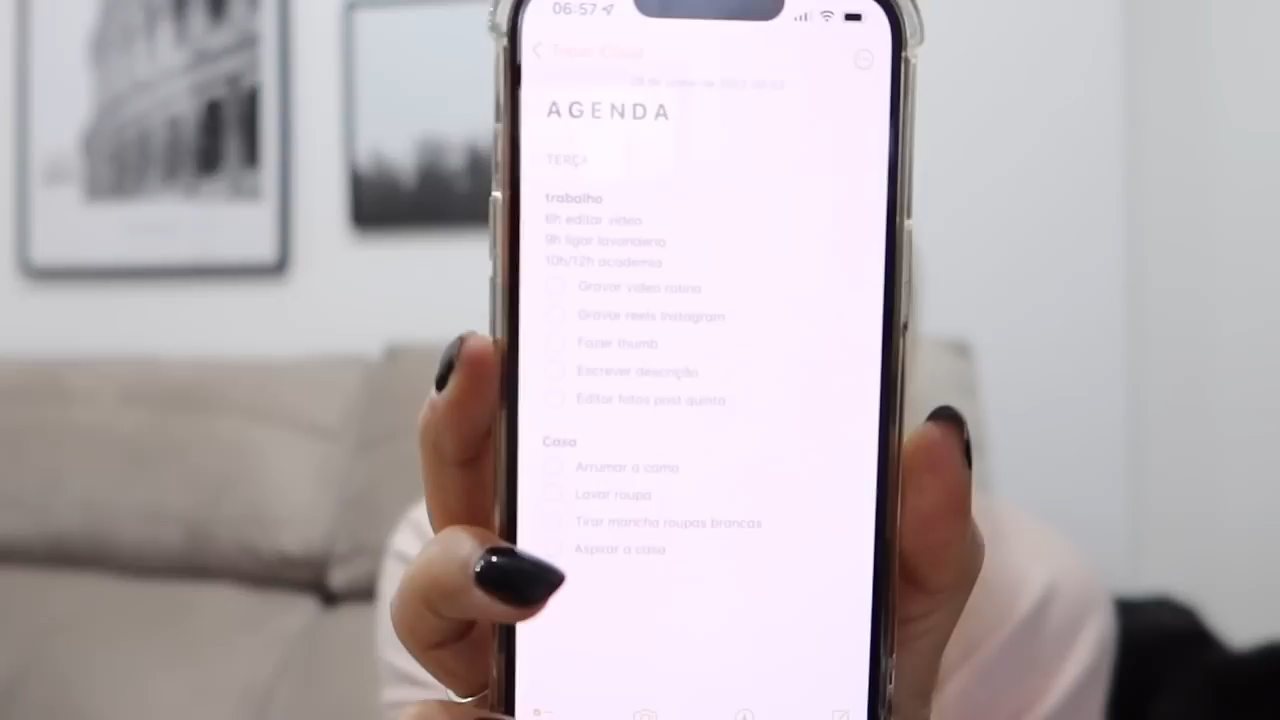 06:57
AGENDA
TERÇA
trabalho
6h editar vídeo
9h ligar lavanderia
10h/12h academia
Gravar vídeo rotina
Gravar reels Instagram
Fazer thumb
Escrever descrição
Editar fotos post quinta
Casa
Arrumar a cama
Lavar roupa
Tirar mancha roupas brancas
Aspirar a casa